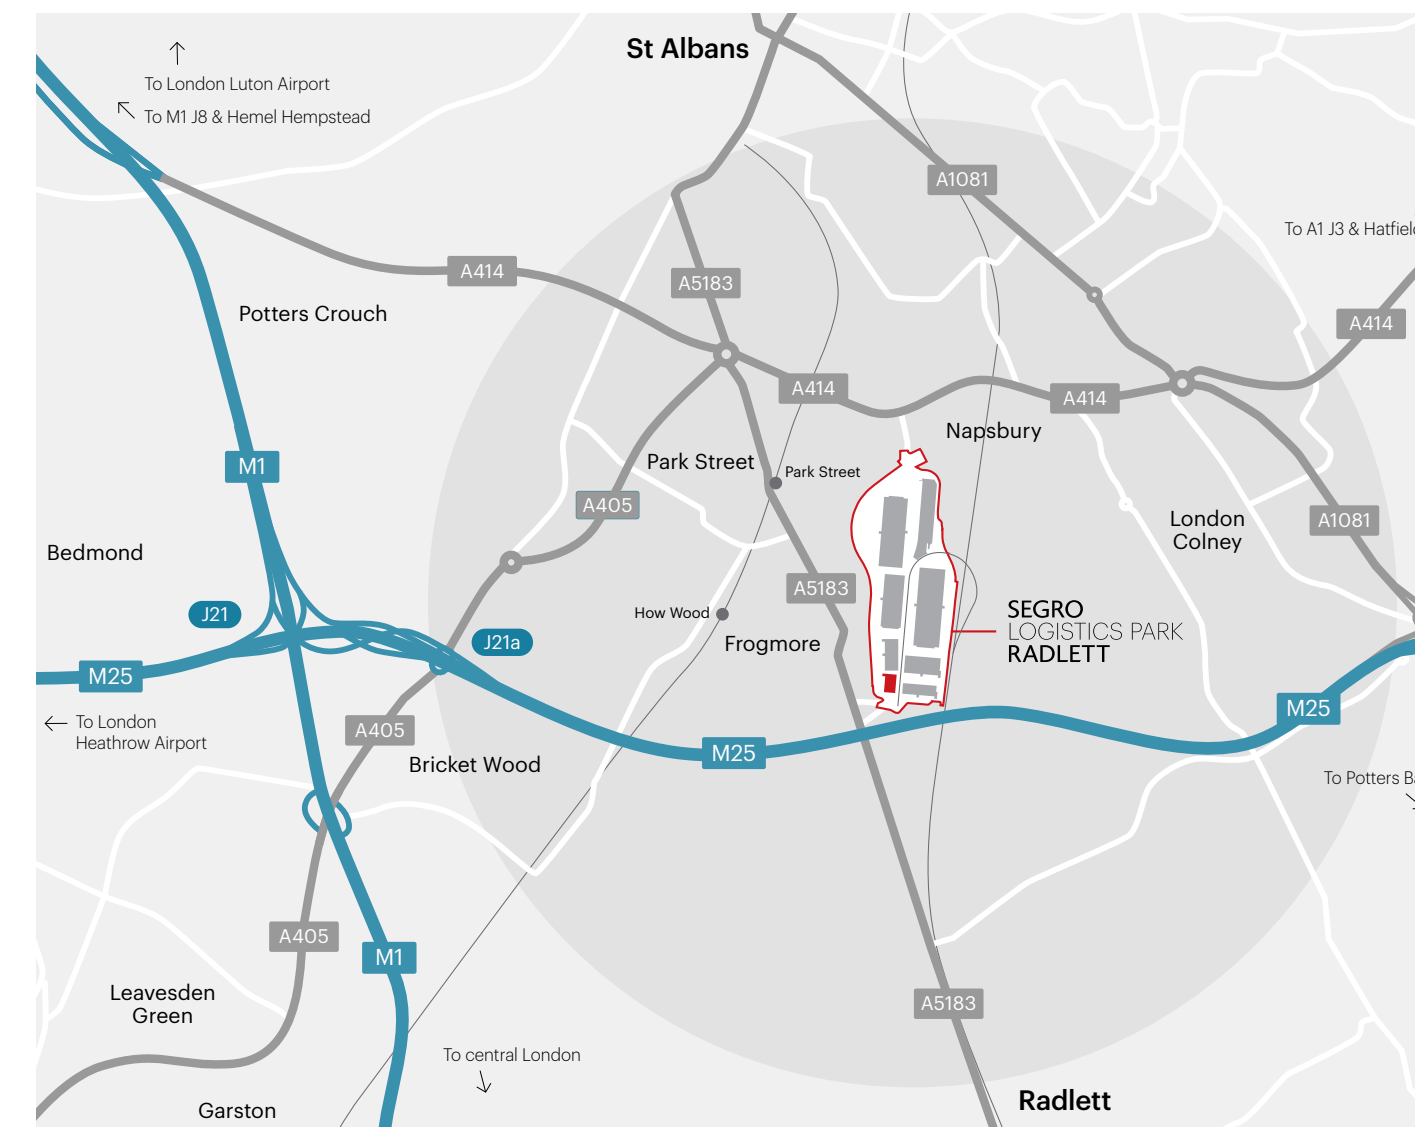 St Albans
To London Luton Airport
To M1 J8 & Hemel Hempstead
A1081
To A1 J3 & Hatfield
A414
A5183
Potters Crouch
A414
A414
A414
Napsbury
M1
Park Street
Park Street
A405
London
Colney
A1081
Bedmond
A5183
J21
How Wood
SEGRO
LOGISTICS PARK
RADLETT
Frogmore
J21a
M25
To London
Heathrow Airport
A405
M25
M25
Bricket Wood
To Potters Ba
A405
M1
Leavesden
Green
A5183
To central London
Radlett
Garston